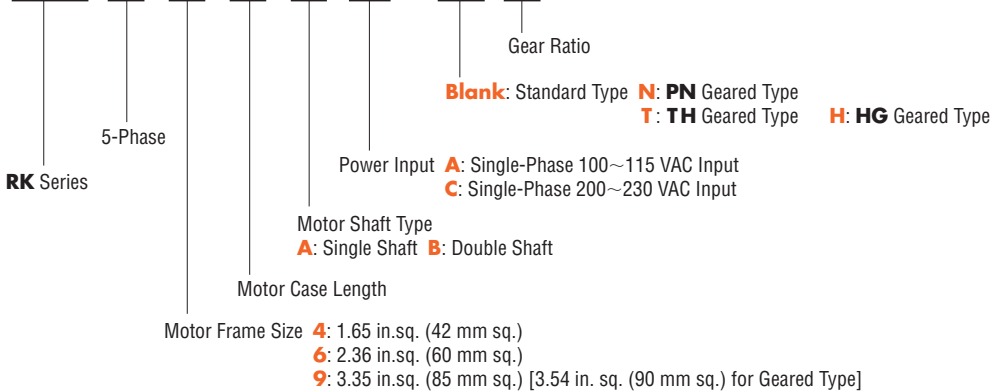 Gear Ratio
Blank: Standard Type N: PN Geared Type
T: TH Geared Type H: HG Geared Type
5-Phase
Power Input A: Single-Phase 100~115 VAC Input
C: Single-Phase 200~230 VAC Input
RK Series
Motor Shaft Type
A: Single Shaft B: Double Shaft
Motor Case Length
Motor Frame Size 4: 1.65 in.sq. (42 mm sq.)
6: 2.36 in.sq. (60 mm sq.)
9: 3.35 in.sq. (85 mm sq.) [3.54 in. sq. (90 mm sq.) for Geared Type]